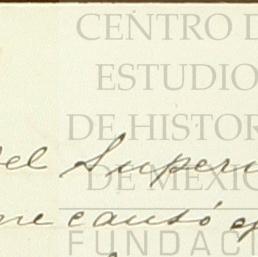 CENTRO D
ESTUDIO
DE HISTOR
del Superi
DE MEXIC
me causó
FUNDACI